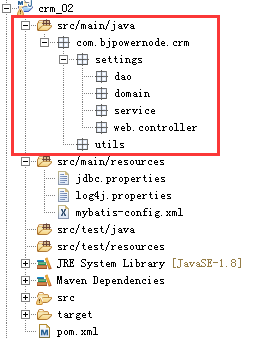 crm_02
src/main/java
com.bjpowernode.crm
settings
dao
domain
service
web.controller
utils
src/main/resources
jdbc.properties
log4j.properties
mybatis-config.xml
src/test/java
src/test/resources
JRE System Library [JavaSE-1.8]
Maven Dependencies
src
target
pom.xml